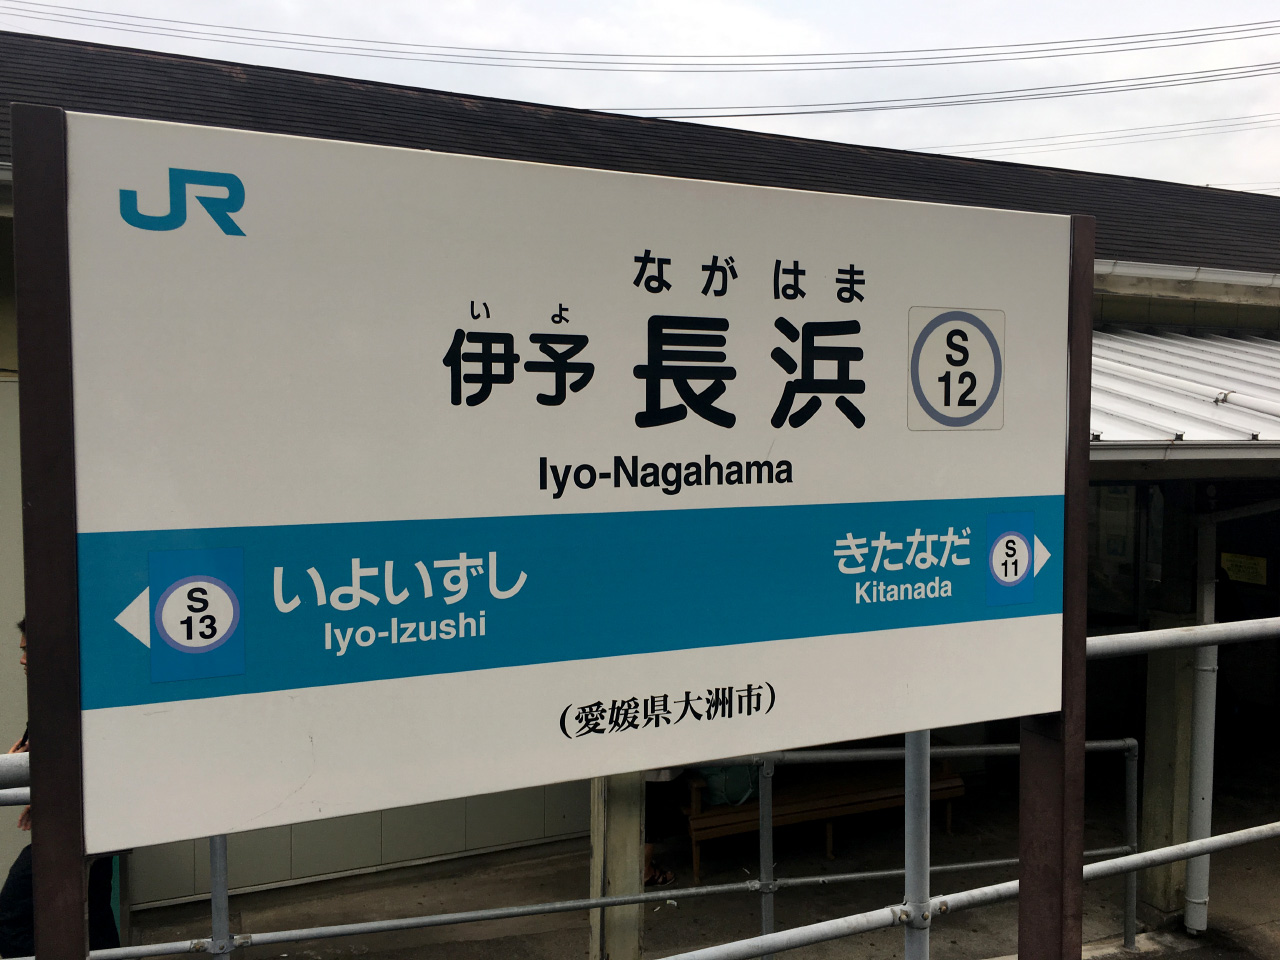 JR
いよ ながはま
伊予 長浜
S
12
Iyo-Nagahama
S
13
いよいずし
Iyo-Izushi
きたなだ
Kitanada
S
11
(愛媛県大洲市)